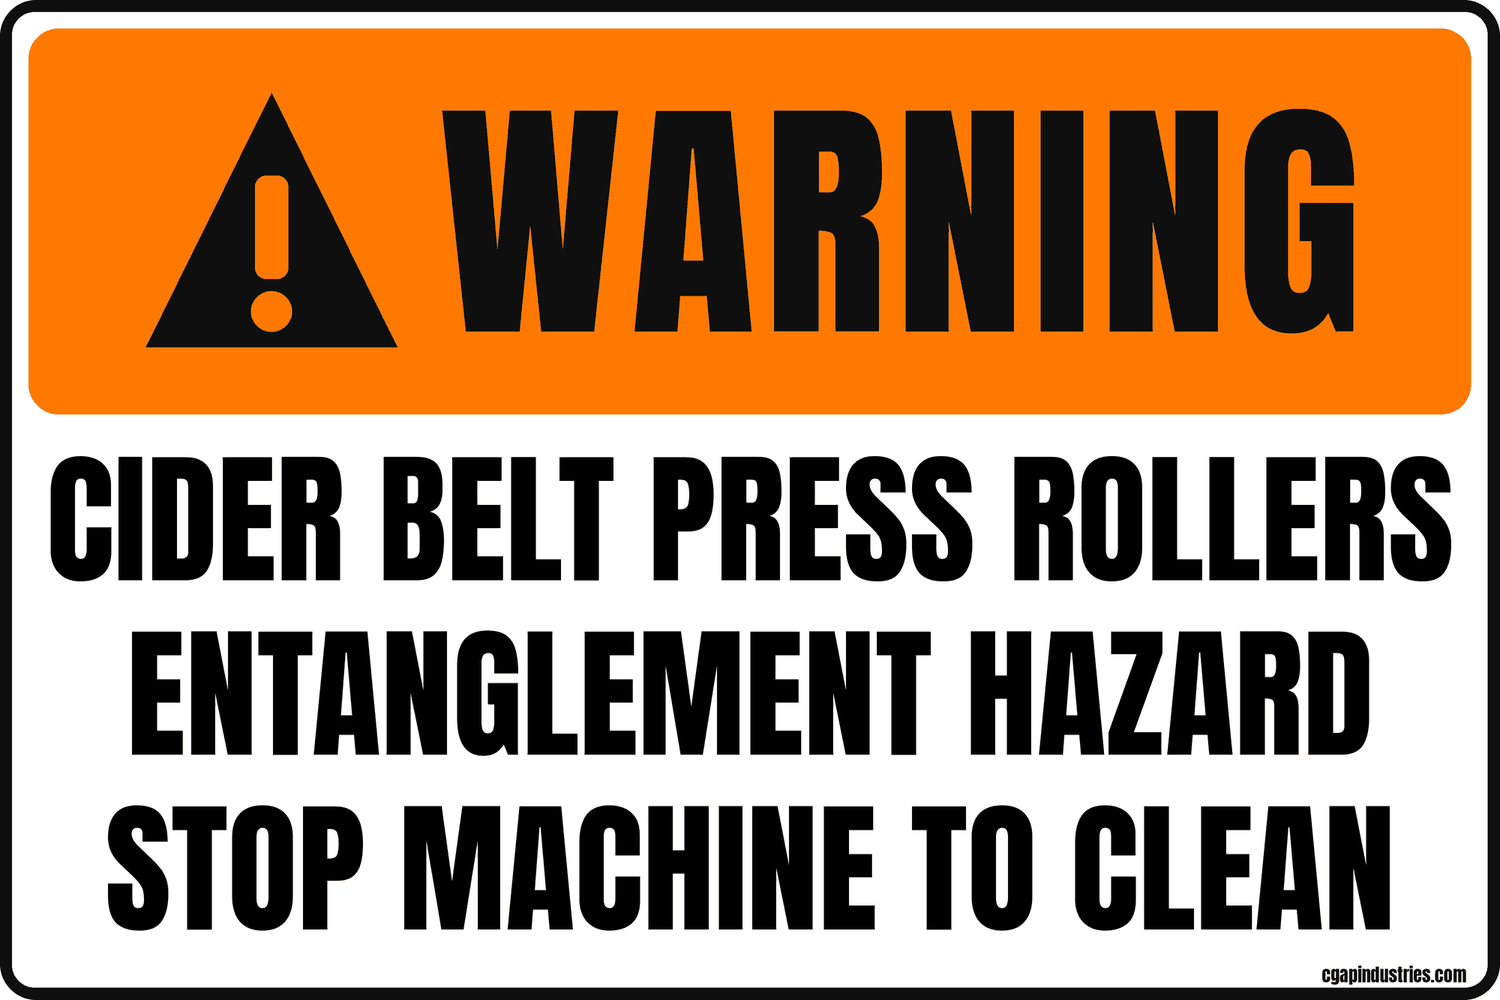 WARNING
CIDER BELT PRESS ROLLERS
ENTANGLEMENT HAZARD
STOP MACHINE TO CLEAN
cgapindustries.com